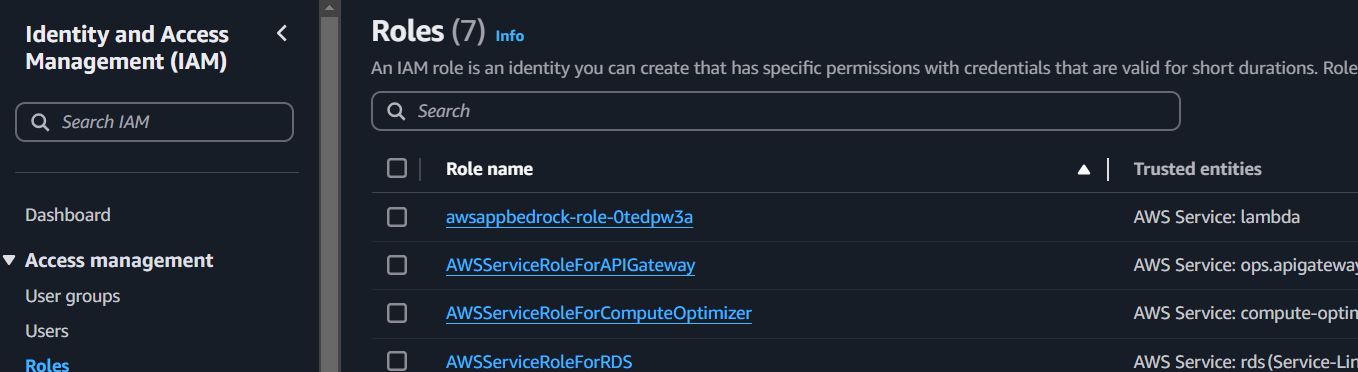 Identity and Access
Management (IAM)
Search IAM
Dashboard
Access management
User groups
Users
Roles
Roles (7) Info
An IAM role is an identity you can create that has specific permissions with credentials that are valid for short durations. Role
Search
Role name Trusted entities
awsappbedrock-role-0tedpw3a AWS Service: lambda
AWSServiceRoleForAPIGateway AWS Service: ops.apigateway
AWSServiceRoleForComputeOptimizer AWS Service: compute-optim
AWSServiceRoleForRDS AWS Service: rds (Service-Lin